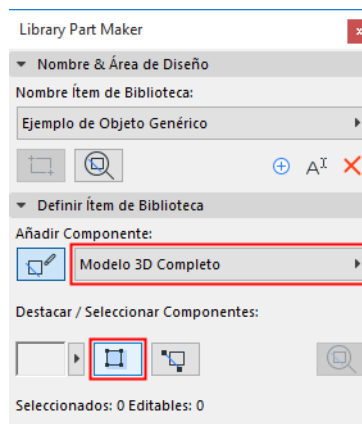 Library Part Maker
Nombre & Área de Diseño
Nombre Ítem de Biblioteca:
Ejemplo de Objeto Genérico
Definir Ítem de Biblioteca
Añadir Componente:
Modelo 3D Completo
Destacar / Seleccionar Componentes:
Seleccionados: 0 Editables: 0